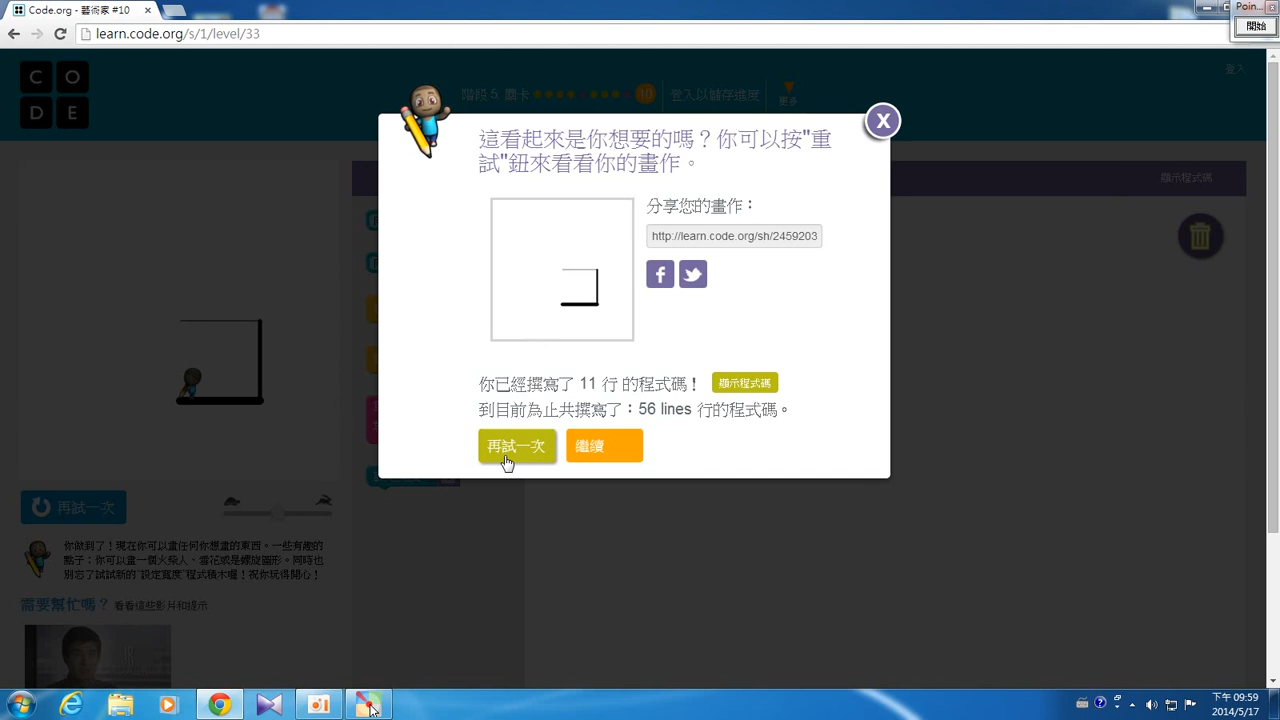 Code.org - 藝術家 #10
Poin...
開始
learn.code.org/s/1/level/33
C O
D E
階段 5. 關卡
10
登入以儲存進度
更多
登入
X
這看起來是你想要的嗎？你可以按"重
試"鈕來看看你的畫作。
顯示程式碼
分享您的畫作：
http://learn.code.org/sh/2459203
f
你已經撰寫了 11 行 的程式碼！
顯示程式碼
到目前為止共撰寫了：56 lines 行的程式碼。
再試一次
繼續
再試一次
你做到了！現在你可以畫任何你想畫的東西。一些有趣的
點子：你可以畫一個火柴人、雪花或是螺旋圖形。同時也
別忘了試試新的"設定寬度"程式積木喔！祝你玩得開心！
需要幫忙嗎？ 看看這些影片和提示
下午 09:59
2014/5/17